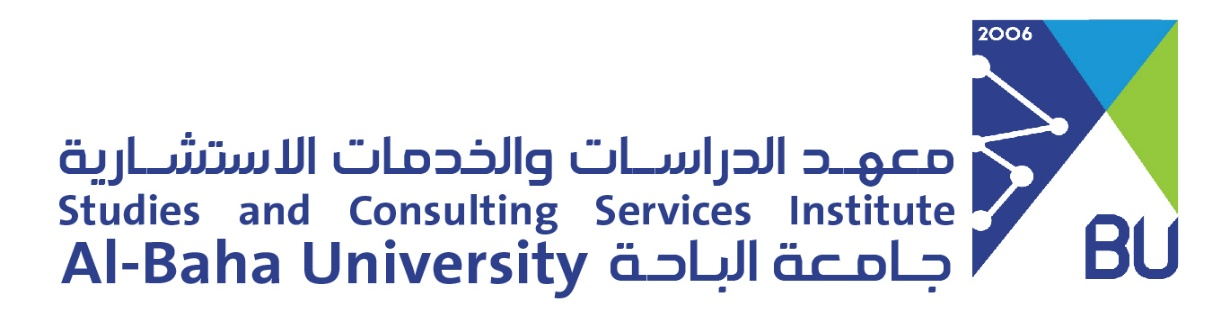 2006
معهد الدراسات والخدمات الاستشارية
Studies and Consulting Services Institute
Al-Baha University جامعة الباحة
BU